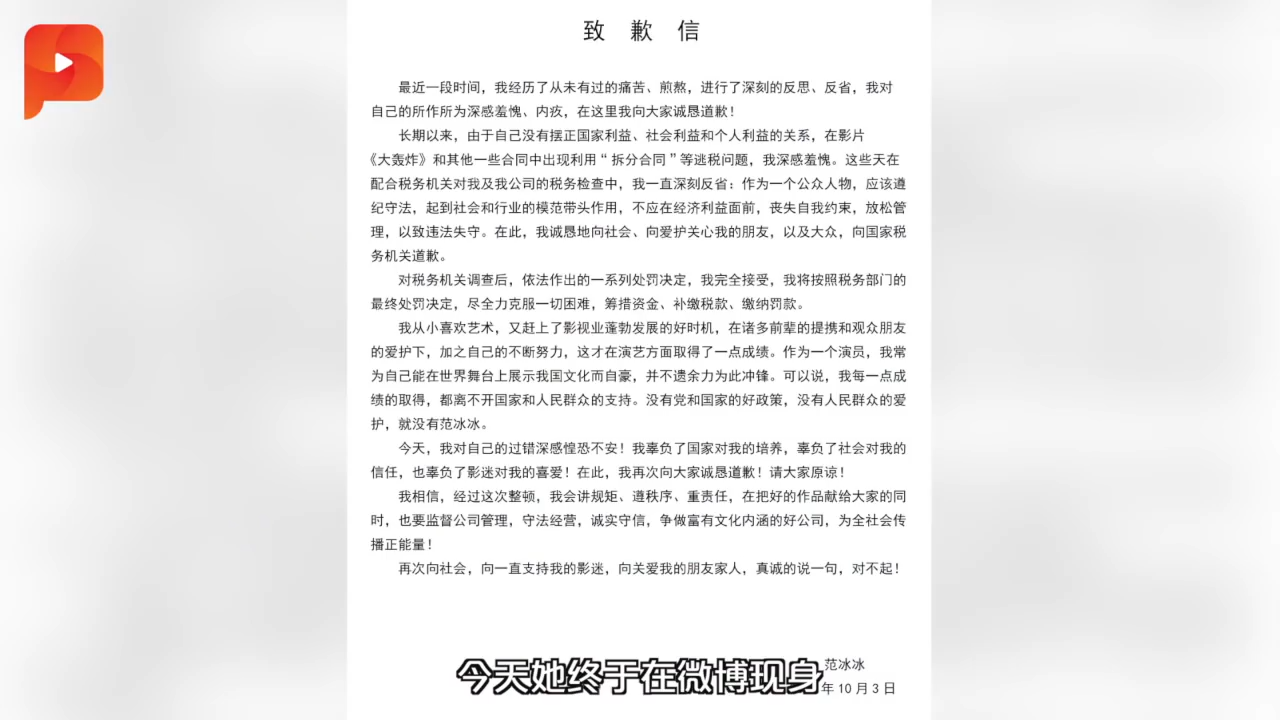 致 歉 信
最近一段时间，我经历了从未有过的痛苦、煎熬，进行了深刻的反思、反省，我对
自己的所作所为深感羞愧、内疚，在这里我向大家诚恳道歉！
长期以来，由于自己没有摆正国家利益、社会利益和个人利益的关系，在影片
《大轰炸》和其他一些合同中出现利用“拆分合同”等逃税问题，我深感羞愧。这些天在
配合税务机关对我及我公司的税务检查中，我一直深刻反省：作为一个公众人物，应该遵
纪守法，起到社会和行业的模范带头作用，不应在经济利益面前，丧失自我约束，放松管
理，以致违法失守。在此，我诚恳地向社会、向爱护关心我的朋友，以及大众，向国家税
务机关道歉。
对税务机关调查后，依法作出的一系列处罚决定，我完全接受，我将按照税务部门的
最终处罚决定，尽全力克服一切困难，筹措资金、补缴税款、缴纳罚款。
我从小喜欢艺术，又赶上了影视业蓬勃发展的好时机，在诸多前辈的提携和观众朋友
的爱护下，加之自己的不断努力，这才在演艺方面取得了一点成绩。作为一个演员，我常
为自己能在世界舞台上展示我国文化而自豪，并不遗余力为此冲锋。可以说，我每一点成
绩的取得，都离不开国家和人民群众的支持。没有党和国家的好政策，没有人民群众的爱
护，就没有范冰冰。
今天，我对自己的过错深感惶恐不安！我辜负了国家对我的培养，辜负了社会对我的
信任，也辜负了影迷对我的喜爱！在此，我再次向大家诚恳道歉！请大家原谅！
我相信，经过这次整顿，我会讲规矩、遵秩序、重责任，在把好的作品献给大家的同
时，也要监督公司管理，守法经营，诚实守信，争做富有文化内涵的好公司，为全社会传
播正能量！
再次向社会，向一直支持我的影迷，向关爱我的朋友家人，真诚的说一句，对不起！
范冰冰
今天她终于在微博现身
年 10 月 3 日